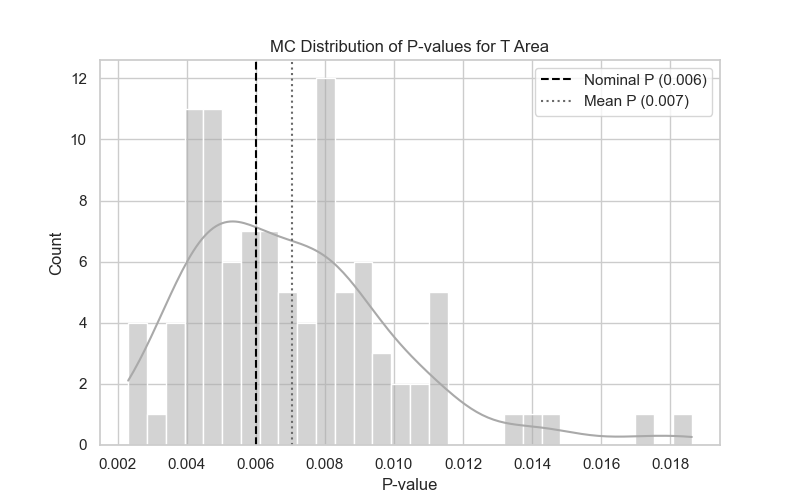 MC Distribution of P-values for T Area
Nominal P (0.006)
Mean P (0.007)
12
10
8
6
4
2
0
Count
0.002 0.004 0.006 0.008 0.010 0.012 0.014 0.016 0.018
P-value